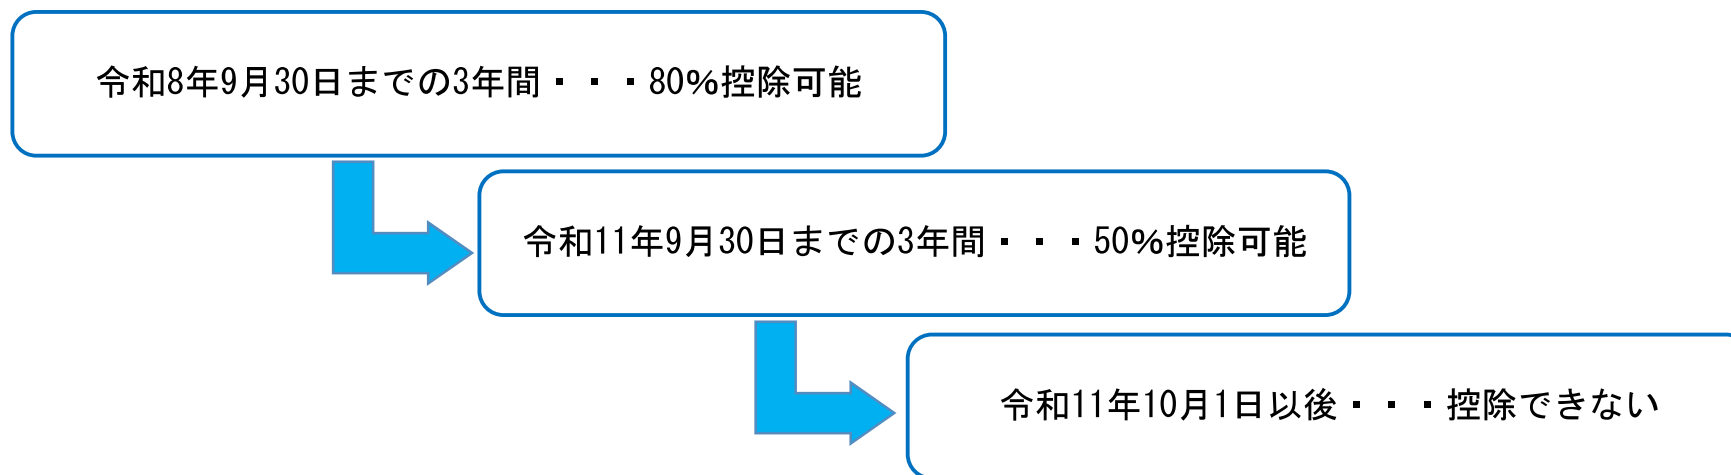 令和8年9月30日までの3年間・・・80％控除可能
令和11年9月30日までの3年間・・・50％控除可能
令和11年10月1日以後・・・控除できない